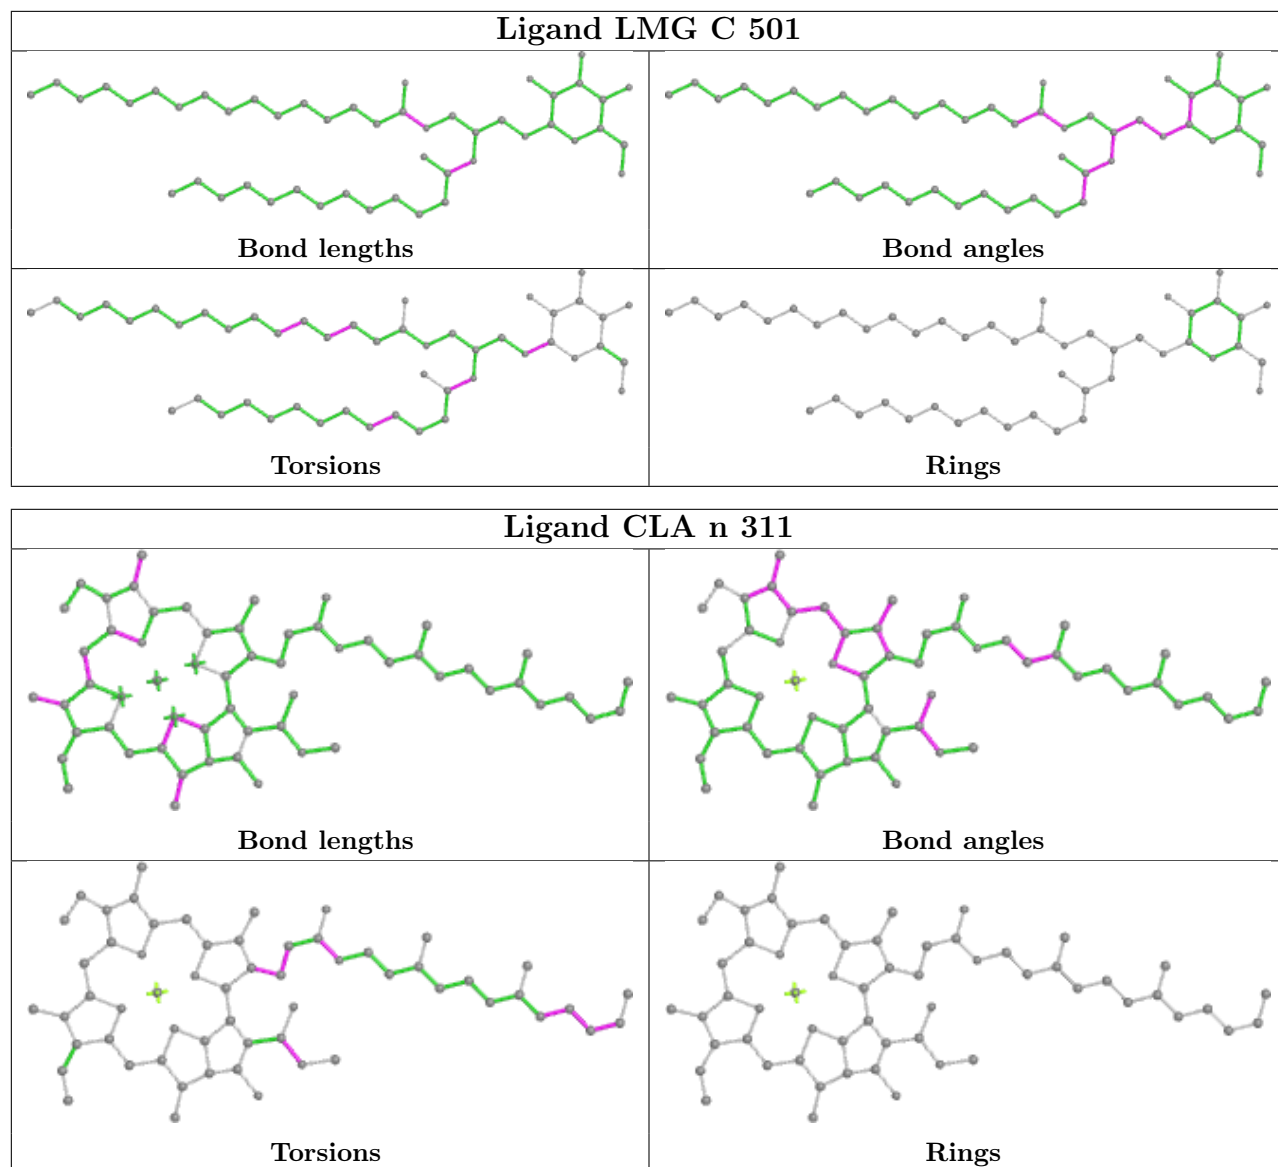 Ligand LMG C 501
Bond lengths
Bond angles
Torsions
Rings
Ligand CLA n 311
Bond lengths
Bond angles
Torsions
Rings